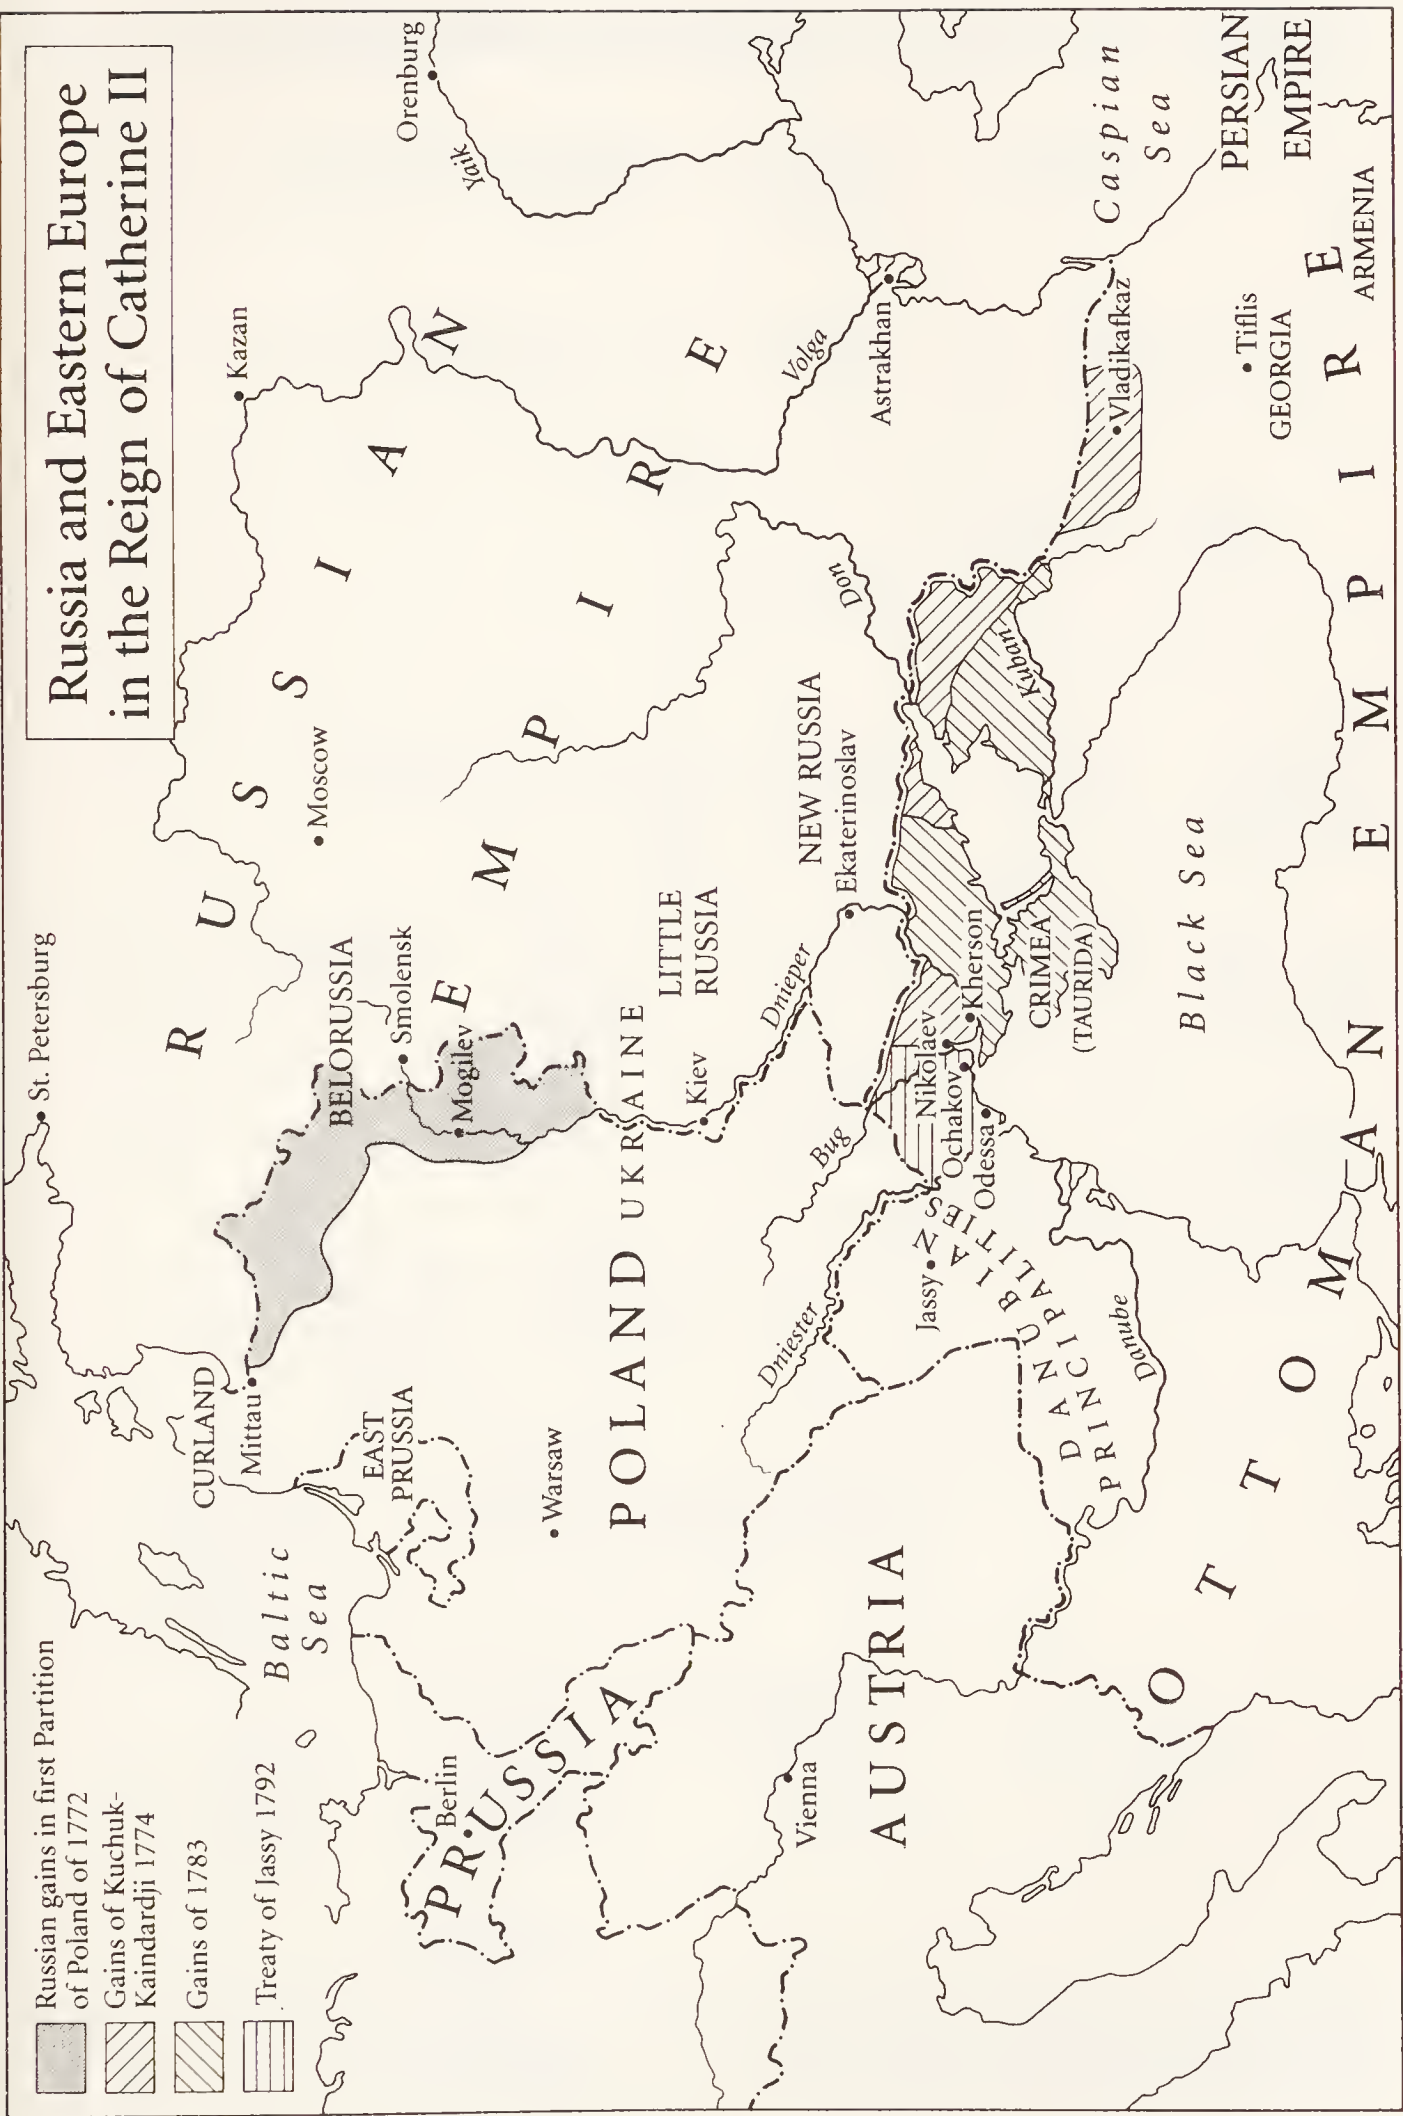 Russia and Eastern Europe
in the Reign of Catherine II
Russian gains in first Partition
of Poland of 1772
Gains of Kuchuk-
Kaindardji 1774
Gains of 1783
Treaty of Jassy 1792
St. Petersburg
Kazan
Orenburg
Yaik
Moscow
RUSSIAN
EMPIRE
Baltic
Sea
CURLAND
Mittau
EAST
PRUSSIA
BELORUSSIA
Smolensk
Mogilev
Berlin
PRUSSIA
Warsaw
POLAND
UKRAINE
Kiev
LITTLE
RUSSIA
NEW RUSSIA
Ekaterinoslav
Dnieper
Don
Volga
Astrakhan
Vienna
AUSTRIA
Dniester
Bug
Jassy
Nikolaev
Ochakov
Odessa
Kherson
CRIMEA
(TAURIDA)
Kuban
Vladikafkaz
Caspian
Sea
DANUBIAN
PRINCIPALITIES
Danube
Black Sea
Tiflis
GEORGIA
ARMENIA
PERSIAN
EMPIRE
OTTOMAN EMPIRE